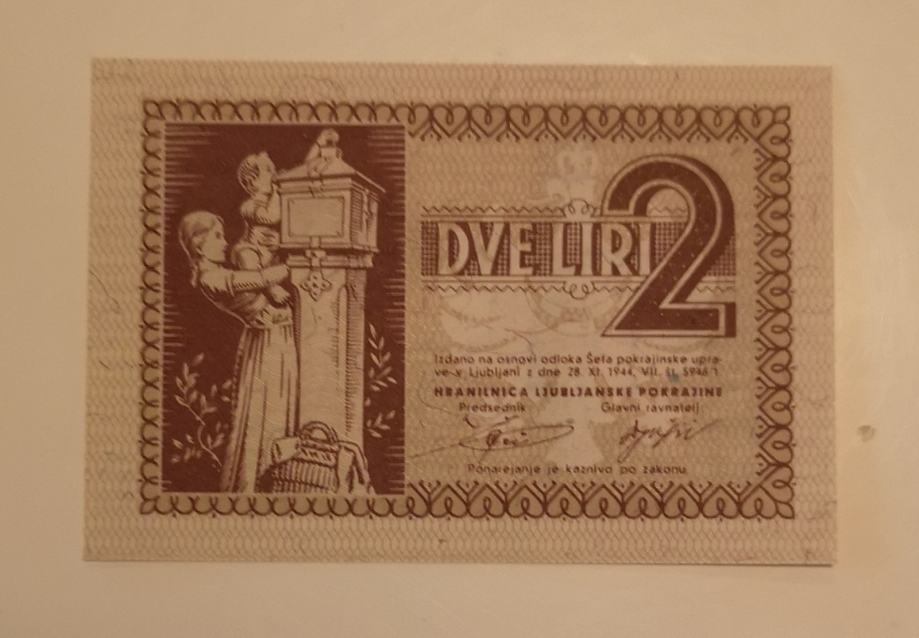 DVE LIRI 2
Izdano na osnovi odloka Šefa pokrajinske upra-
ve v Ljubljani z dne 28. XI. 1944, VII. št. 5946/1
HRANILNICA LJUBLJANSKE POKRAJINE
Predsednik Glavni ravnatelj
Ponarejanje je kaznivo po zakonu